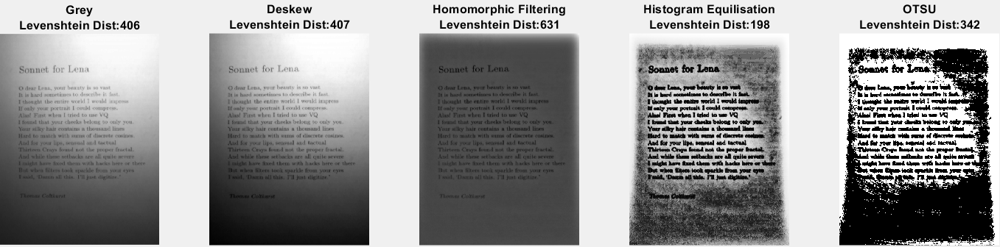 Grey
Levenshtein Dist:406
Sonnet for Lena
O dear Lena, your beauty is so vast
It is hard sometimes to describe it fast.
I thought the entire world I would impress
If only your portrait I could compress.
Alas! First when I tried to use VQ
I found that your cheeks belong to only you.
Your silky hair contains a thousand lines
Hard to match with sums of discrete cosines.
And for your lips, sensual and tactual
Thirteen Crays found not the proper fractal.
And while these setbacks are all quite severe
I might have fixed them with hacks here or there
But when filters took sparkle from your eyes
I said, 'Damn all this. I'll just digitize.'
Thomas Colthurst
Deskew
Levenshtein Dist:407
Sonnet for Lena
O dear Lena, your beauty is so vast
It is hard sometimes to describe it fast.
I thought the entire world I would impress
If only your portrait I could compress.
Alas! First when I tried to use VQ
I found that your cheeks belong to only you.
Your silky hair contains a thousand lines
Hard to match with sums of discrete cosines.
And for your lips, sensual and tactual
Thirteen Crays found not the proper fractal.
And while these setbacks are all quite severe
I might have fixed them with hacks here or there
But when filters took sparkle from your eyes
I said, 'Damn all this. I'll just digitize.'
Thomas Colthurst
Homomorphic Filtering
Levenshtein Dist:631
Sonnet for Lena
O dear Lena, your beauty is so vast
It is hard sometimes to describe it fast.
I thought the entire world I would impress
If only your portrait I could compress.
Alas! First when I tried to use VQ
I found that your cheeks belong to only you.
Your silky hair contains a thousand lines
Hard to match with sums of discrete cosines.
And for your lips, sensual and tactual
Thirteen Crays found not the proper fractal.
And while these setbacks are all quite severe
I might have fixed them with hacks here or there
But when filters took sparkle from your eyes
I said, 'Damn all this. I'll just digitize.'
Thomas Colthurst
Histogram Equilisation
Levenshtein Dist:198
Sonnet for Lena
O dear Lena, your beauty is so vast
It is hard sometimes to describe it fast.
I thought the entire world I would impress
If only your portrait I could compress.
Alas! First when I tried to use VQ
I found that your cheeks belong to only you.
Your silky hair contains a thousand lines
Hard to match with sums of discrete cosines.
And for your lips, sensual and tactual
Thirteen Crays found not the proper fractal.
And while these setbacks are all quite severe
I might have fixed them with hacks here or there
But when filters took sparkle from your eyes
I said, 'Damn all this. I'll just digitize.'
Thomas Colthurst
OTSU
Levenshtein Dist:342
Sonnet for Lena
O dear Lena, your beauty is so vast
It is hard sometimes to describe it fast.
I thought the entire world I would impress
If only your portrait I could compress.
Alas! First when I tried to use VQ
I found that your cheeks belong to only you.
Your silky hair contains a thousand lines
Hard to match with sums of discrete
And for your lips, sensual and tactual
Thirteen Crays found not the proper fractal.
And while these setbacks are all quite severe
might have fixed them with hacks here or
But when filters took sparkle from your eyes
all this. I'll just digitize.'